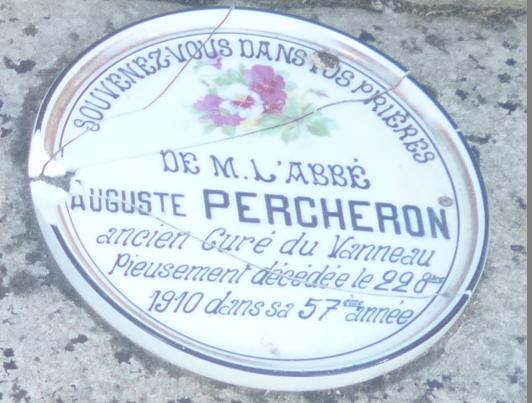 SOUVENEZ-VOUS DANS VOS PRIÈRES
DE M. L'ABBÉ
AUGUSTE PERCHERON
ancien Curé du Vanneau
Pieusement décédée le 22 8bre
1910 dans sa 57ème année